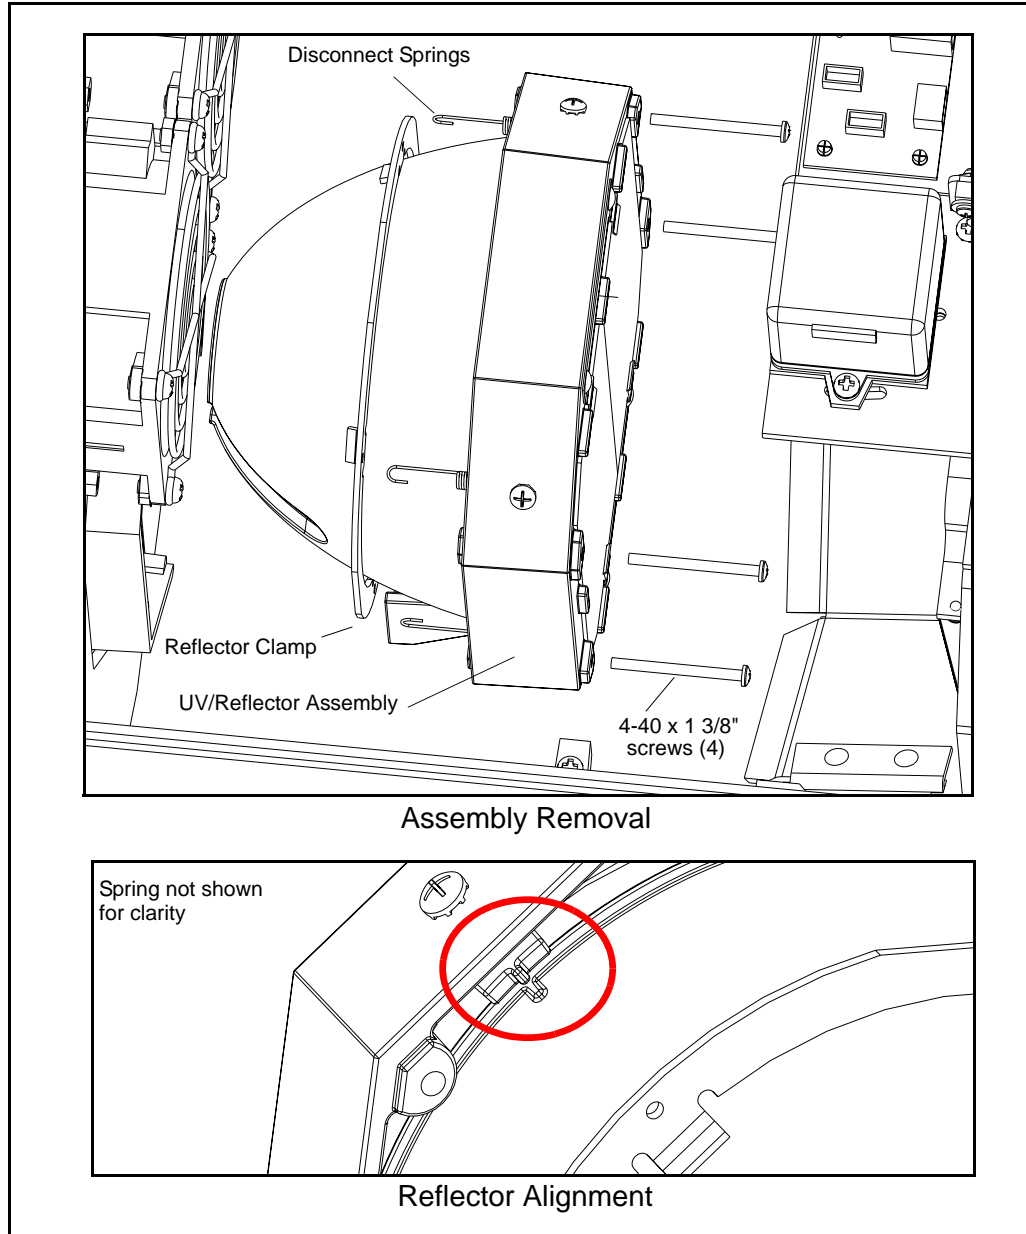 Disconnect Springs
Reflector Clamp
UV/Reflector Assembly
4-40 x 1 3/8"
screws (4)
Assembly Removal
Spring not shown
for clarity
Reflector Alignment